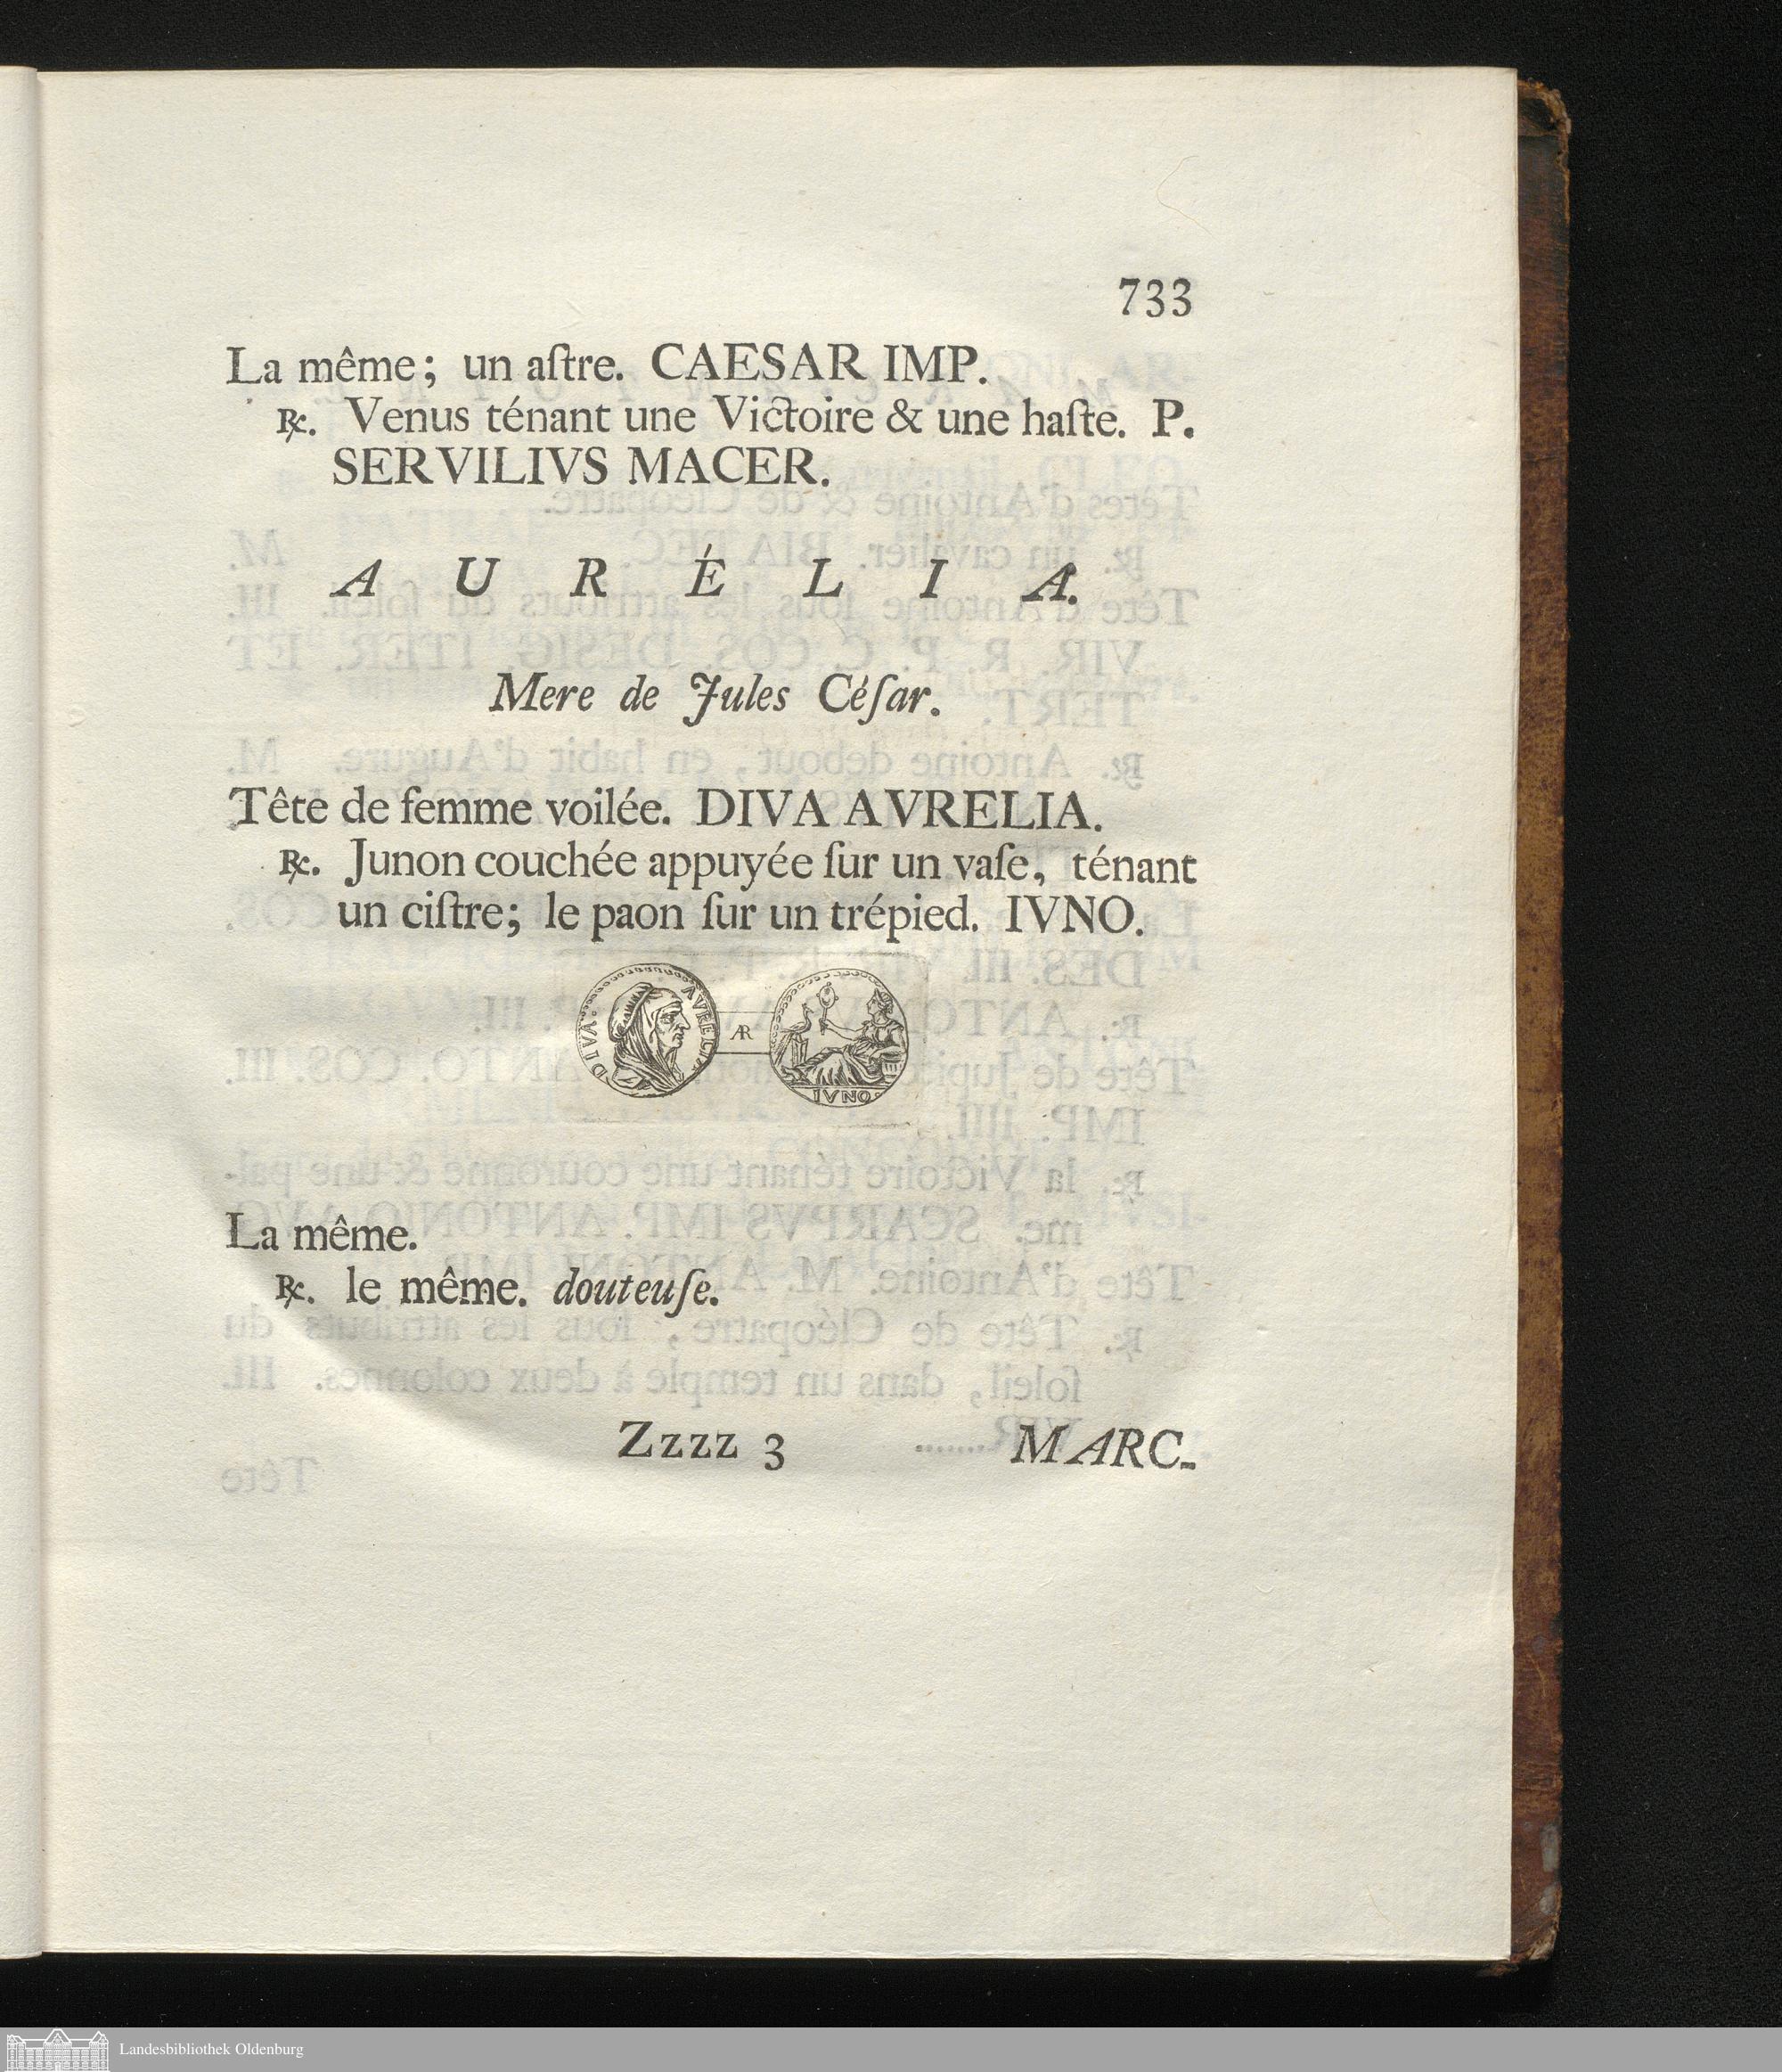 733
La même; un aſtre. CAESAR IMP.
℞. Venus ténant une Victoire & une haſte. P.
SERVILIVS MACER.
A U R É L I A.
Mere de Jules Céſar.
Tête de femme voilée. DIVA AVRELIA.
℞. Junon couchée appuyée ſur un vaſe, ténant
un ciſtre; le paon ſur un trépied. IVNO.
DIVA: AVRELIA
AR
IVNO.
La même.
℞. le même. douteuſe.
Zzzz 3 MARC-
Landesbibliothek Oldenburg